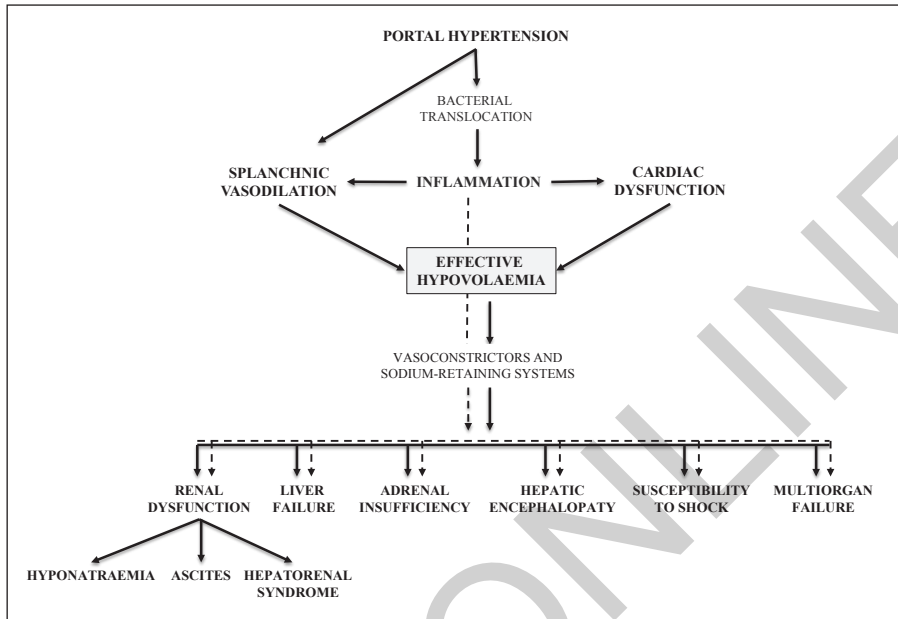 PORTAL HYPERTENSION
BACTERIAL
TRANSLOCATION
SPLANCHNIC
VASODILATION
INFLAMMATION
CARDIAC
DYSFUNCTION
EFFECTIVE
HYPOVOLAEMIA
VASOCONSTRICTORS AND
SODIUM-RETAINING SYSTEMS
RENAL
DYSFUNCTION
LIVER
FAILURE
ADRENAL
INSUFFICIENCY
HEPATIC
ENCEPHALOPATY
SUSCEPTIBILITY
TO SHOCK
MULTIORGAN
FAILURE
HYPONATRAEMIA
ASCITES
HEPATORENAL
SYNDROME
ONLINE